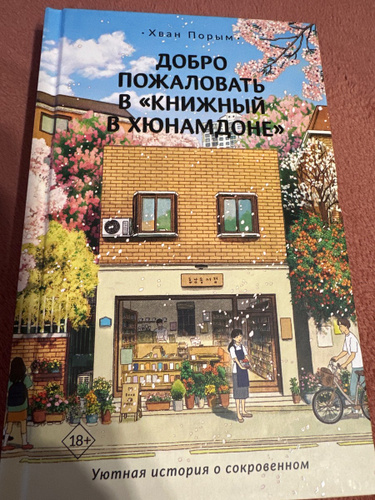 · Хван Порым ·
ДОБРО
ПОЖАЛОВАТЬ
В «КНИЖНЫЙ
В ХЮНАМДОНЕ»
18+
Уютная история о сокровенном